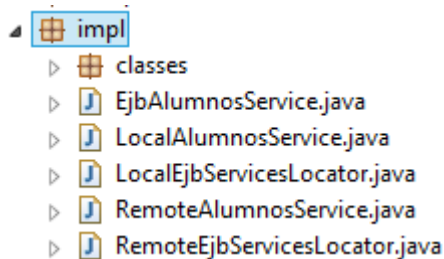 impl
classes
EjbAlumnosService.java
LocalAlumnosService.java
LocalEjbServicesLocator.java
RemoteAlumnosService.java
RemoteEjbServicesLocator.java